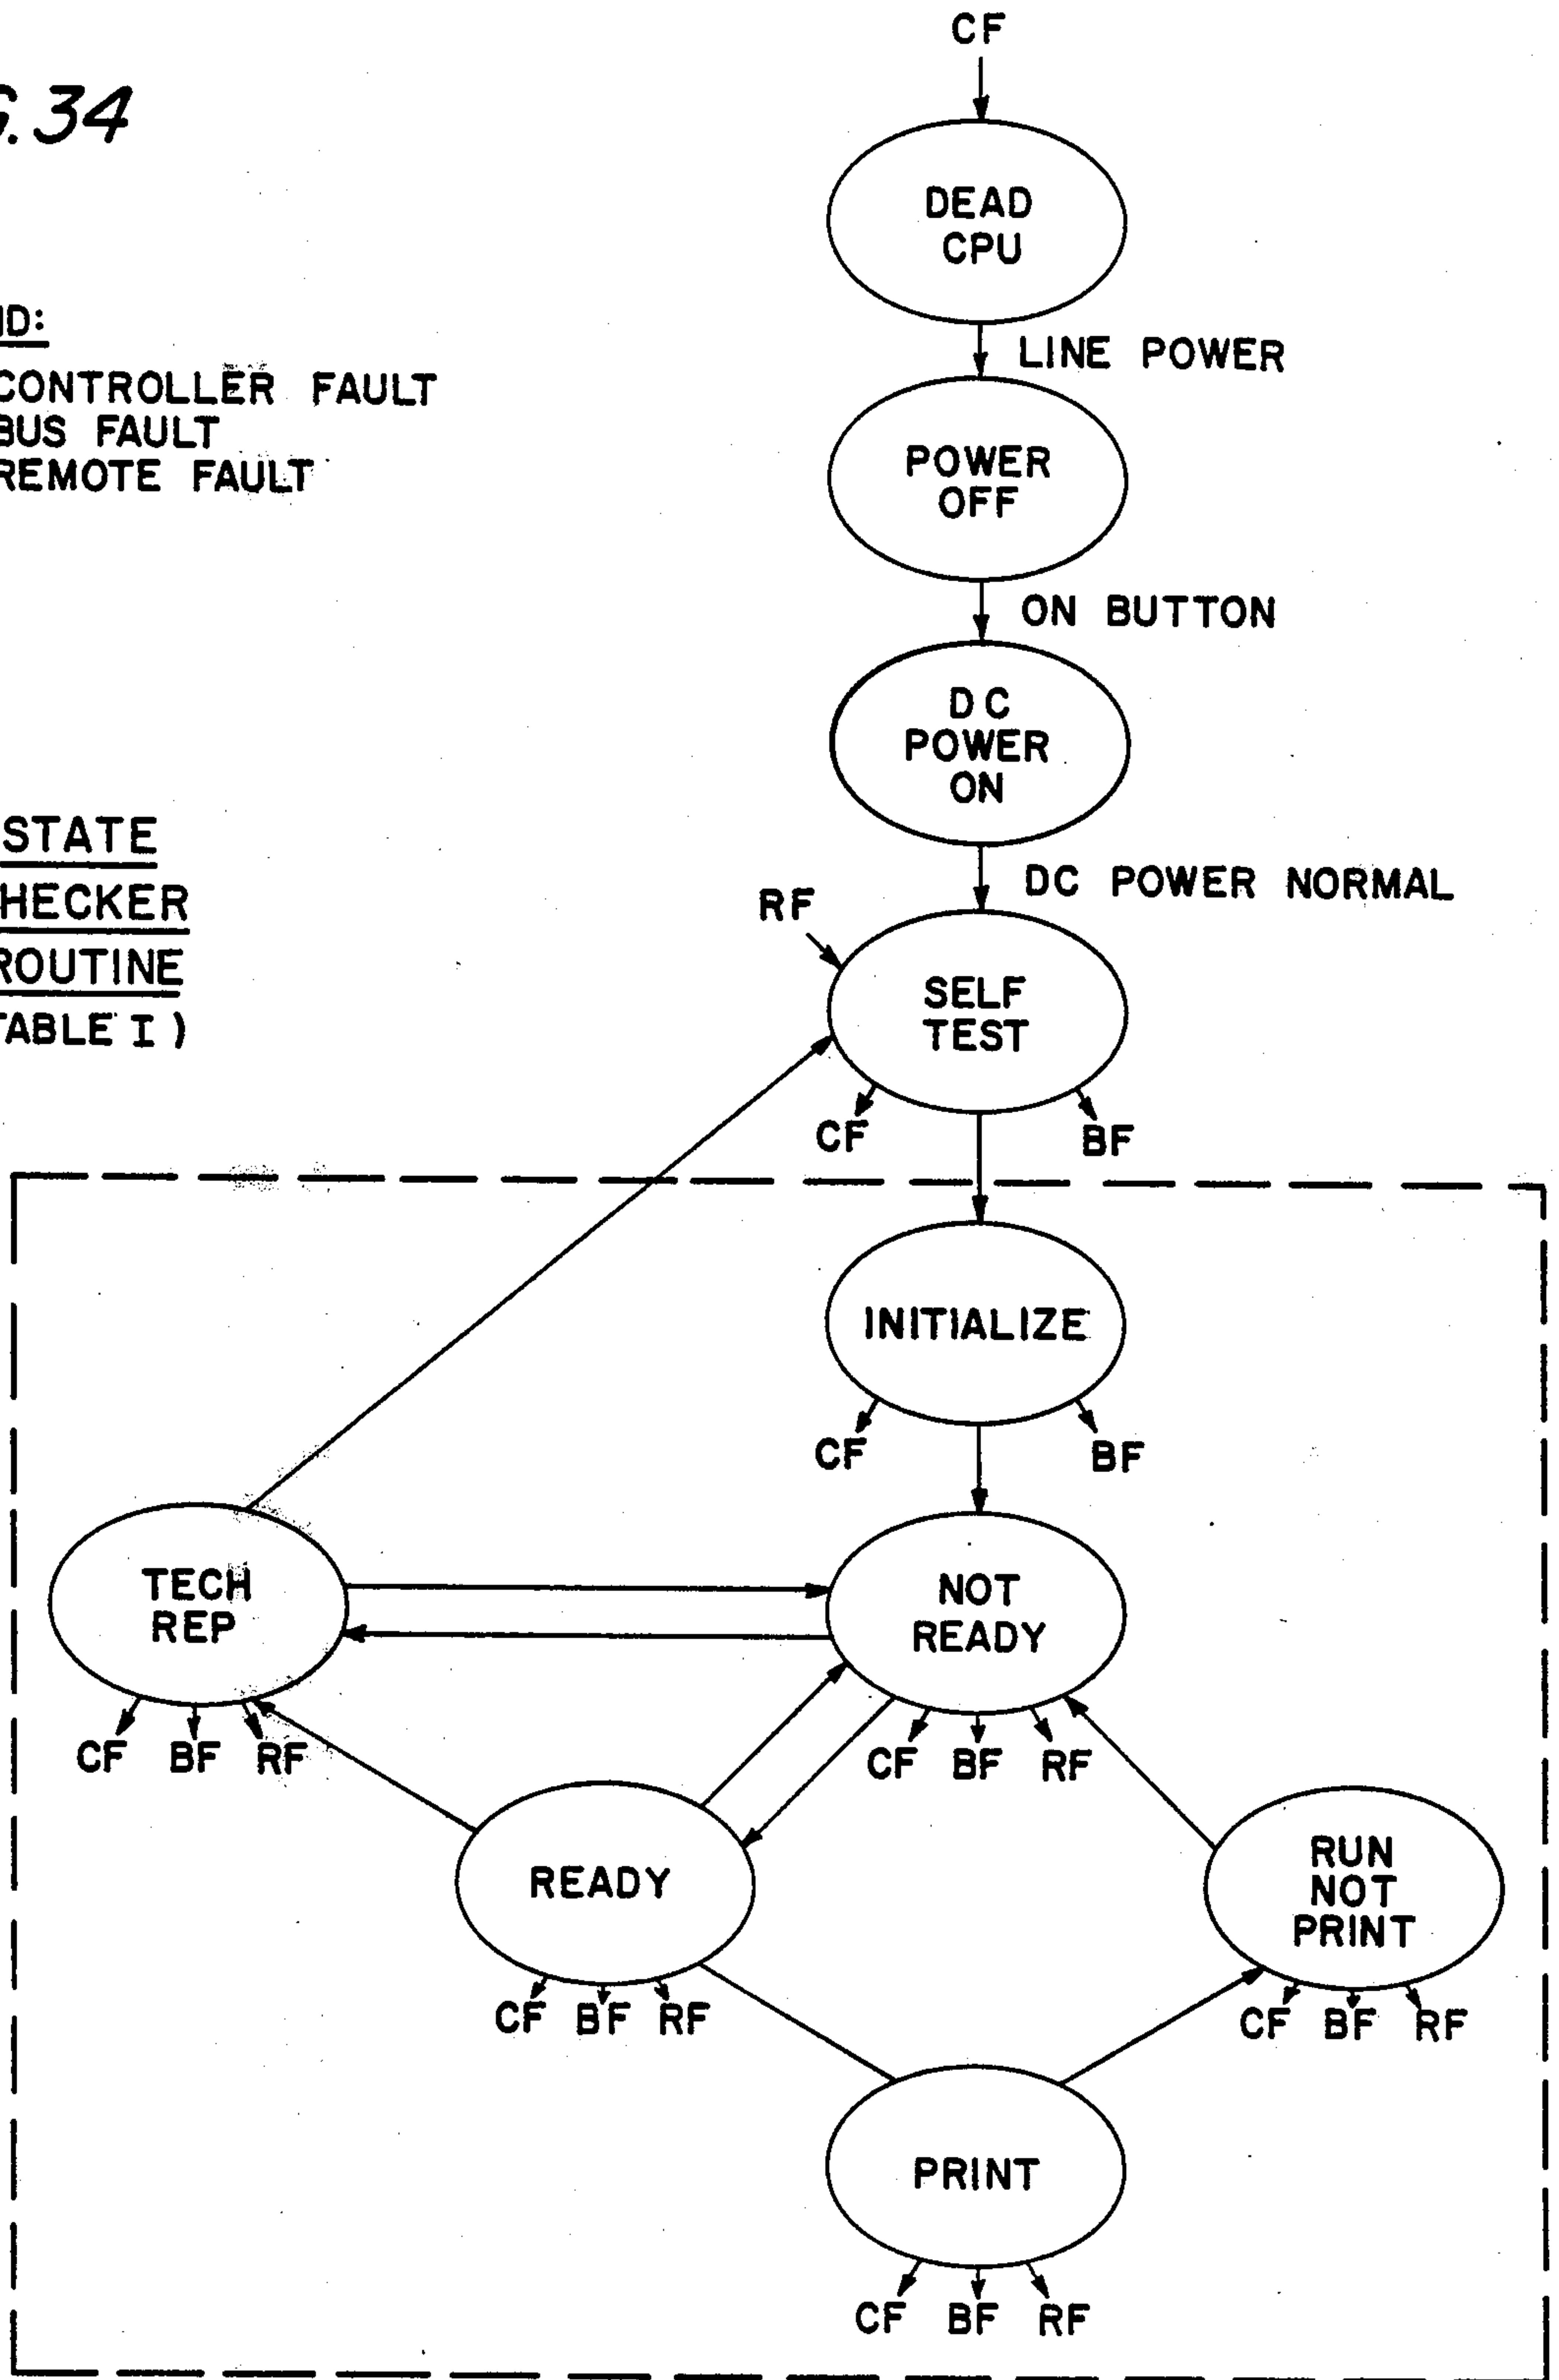 CF
34
DEAD
CPU
LINE POWER
CONTROLLER FAULT
BUS FAULT
REMOTE FAULT
POWER
OFF
ON BUTTON
DC
POWER
ON
STATE
HECKER
ROUTINE
TABLE I )
DC POWER NORMAL
RF
SELF
TEST
CF
BF
INITIALIZE
CF
BF
TECH
REP
NOT
READY
CF BF RF
CF BF RF
READY
RUN
NOT
PRINT
CF BF RF
CF BF RF
PRINT
CF BF RF